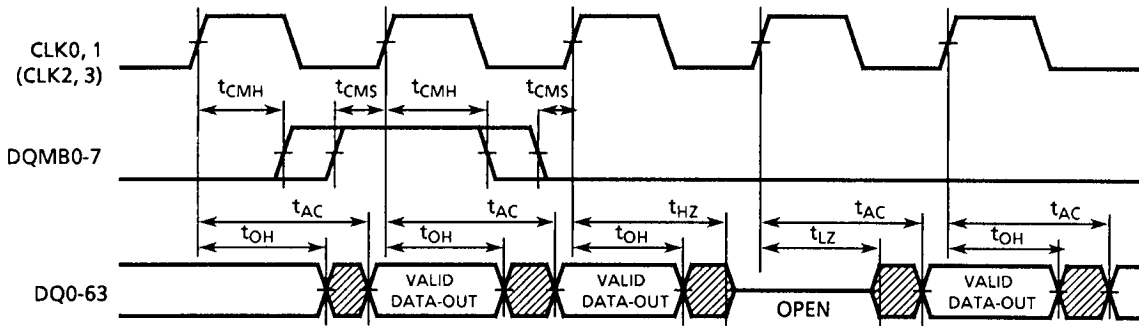 CLK0, 1
(CLK2, 3)
tCMH
tCMS
tCMH
tCMS
DQMB0-7
tAC
tAC
tHZ
tAC
tAC
tOH
tOH
tOH
tLZ
tOH
DQ0-63
VALID
DATA-OUT
VALID
DATA-OUT
OPEN
VALID
DATA-OUT